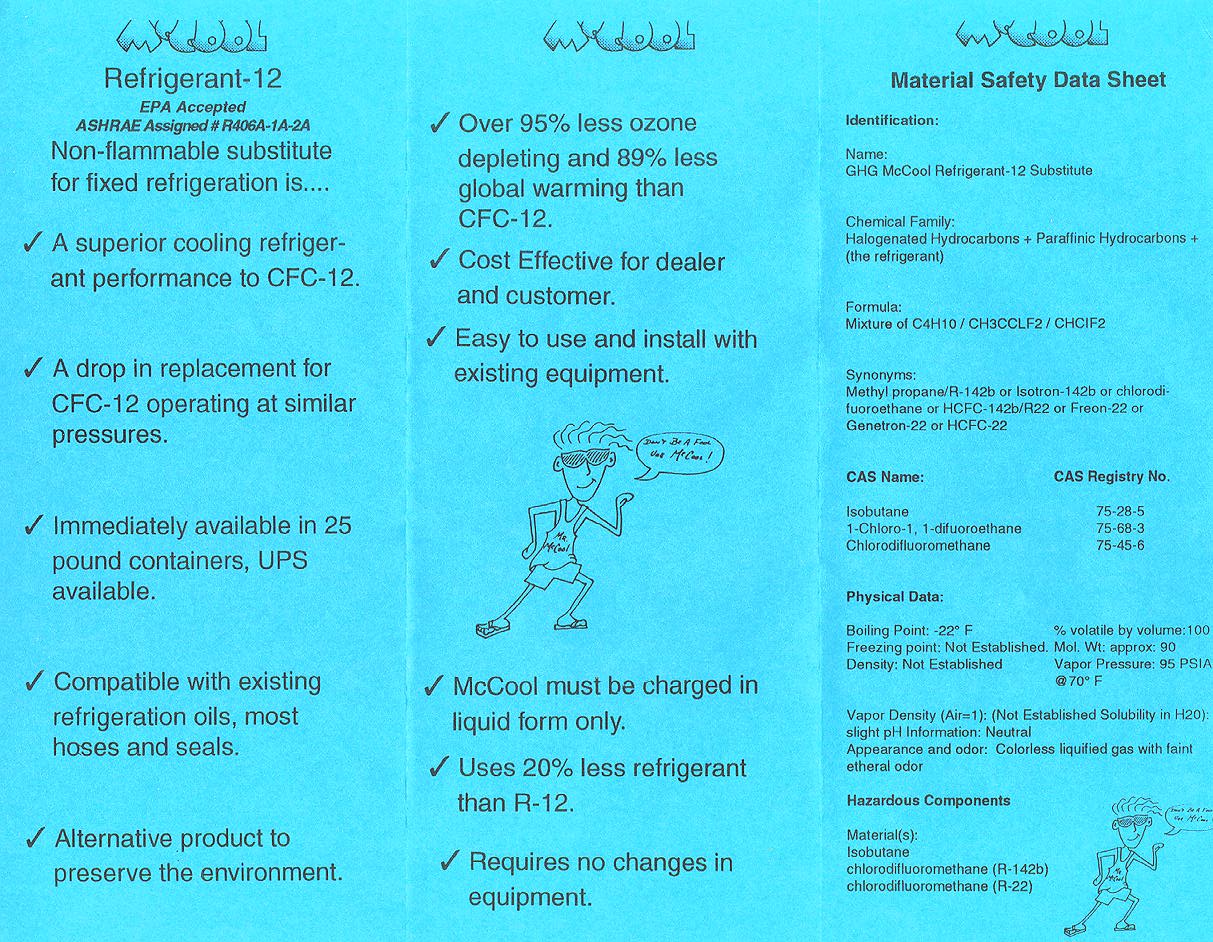 McCOOL
Refrigerant-12
EPA Accepted
ASHRAE Assigned # R406A-1A-2A
Non-flammable substitute
for fixed refrigeration is....
✓ A superior cooling refriger-
ant performance to CFC-12.
✓ A drop in replacement for
CFC-12 operating at similar
pressures.
✓ Immediately available in 25
pound containers, UPS
available.
✓ Compatible with existing
refrigeration oils, most
hoses and seals.
✓ Alternative product to
preserve the environment.
McCOOL
✓ Over 95% less ozone
depleting and 89% less
global warming than
CFC-12.
✓ Cost Effective for dealer
and customer.
✓ Easy to use and install with
existing equipment.
Don't Be A Fool
Use McCool!
Mr.
McCool
✓ McCool must be charged in
liquid form only.
✓ Uses 20% less refrigerant
than R-12.
✓ Requires no changes in
equipment.
McCOOL
Material Safety Data Sheet
Identification:
Name:
GHG McCool Refrigerant-12 Substitute
Chemical Family:
Halogenated Hydrocarbons + Paraffinic Hydrocarbons +
(the refrigerant)
Formula:
Mixture of C4H10 / CH3CCLF2 / CHCIF2
Synonyms:
Methyl propane/R-142b or Isotron-142b or chlorodi-
fuoroethane or HCFC-142b/R22 or Freon-22 or
Genetron-22 or HCFC-22
CAS Name: CAS Registry No.
Isobutane 75-28-5
1-Chloro-1, 1-difuoroethane 75-68-3
Chlorodifluoromethane 75-45-6
Physical Data:
Boiling Point: -22° F % volatile by volume:100
Freezing point: Not Established. Mol. Wt: approx: 90
Density: Not Established Vapor Pressure: 95 PSIA
@70° F
Vapor Density (Air=1): (Not Established Solubility in H20):
slight pH Information: Neutral
Appearance and odor: Colorless liquified gas with faint
etheral odor
Hazardous Components
Material(s):
Isobutane
chlorodifluoromethane (R-142b)
chlorodifluoromethane (R-22)
Don't Be A Fool
Use McCool
Mr
McCool